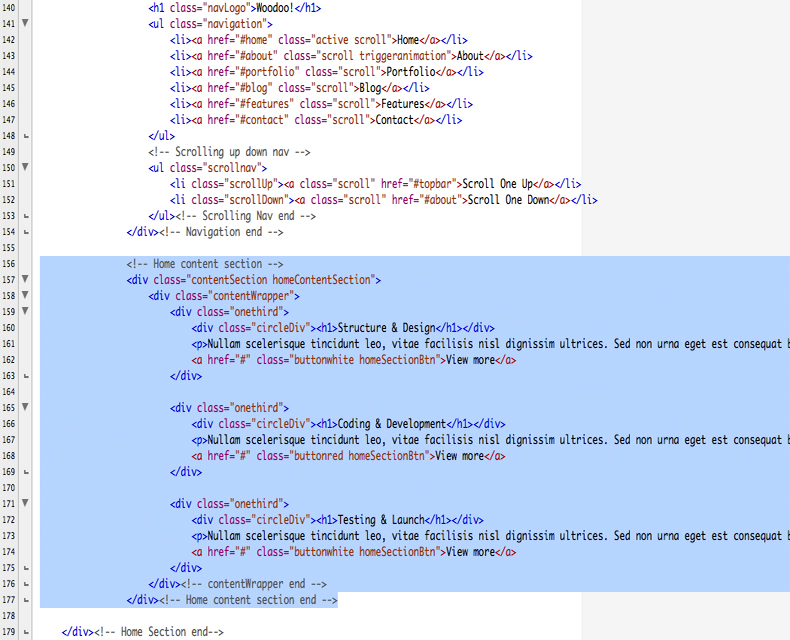 140 <h1 class="navLogo">Woodoo!</h1>
141 <ul class="navigation">
142 <li><a href="#home" class="active scroll">Home</a></li>
143 <li><a href="#about" class="scroll triggeranimation">About</a></li>
144 <li><a href="#portfolio" class="scroll">Portfolio</a></li>
145 <li><a href="#blog" class="scroll">Blog</a></li>
146 <li><a href="#features" class="scroll">Features</a></li>
147 <li><a href="#contact" class="scroll">Contact</a></li>
148 </ul>
149 <!-- Scrolling up down nav -->
150 <ul class="scrollnav">
151 <li class="scrollUp"><a class="scroll" href="#topbar">Scroll One Up</a></li>
152 <li class="scrollDown"><a class="scroll" href="#about">Scroll One Down</a></li>
153 </ul><!-- Scrolling Nav end -->
154 </div><!-- Navigation end -->
155
156 <!-- Home content section -->
157 <div class="contentSection homeContentSection">
158 <div class="contentWrapper">
159 <div class="onethird">
160 <div class="circleDiv"><h1>Structure & Design</h1></div>
161 <p>Nullam scelerisque tincidunt leo, vitae facilisis nisl dignissim ultrices. Sed non urna eget est consequat
162 <a href="#" class="buttonwhite homeSectionBtn">View more</a>
163 </div>
164
165 <div class="onethird">
166 <div class="circleDiv"><h1>Coding & Development</h1></div>
167 <p>Nullam scelerisque tincidunt leo, vitae facilisis nisl dignissim ultrices. Sed non urna eget est consequat
168 <a href="#" class="buttonred homeSectionBtn">View more</a>
169 </div>
170
171 <div class="onethird">
172 <div class="circleDiv"><h1>Testing & Launch</h1></div>
173 <p>Nullam scelerisque tincidunt leo, vitae facilisis nisl dignissim ultrices. Sed non urna eget est consequat
174 <a href="#" class="buttonwhite homeSectionBtn">View more</a>
175 </div>
176 </div><!-- contentWrapper end -->
177 </div><!-- Home content section end -->
178
179 </div><!-- Home Section end-->